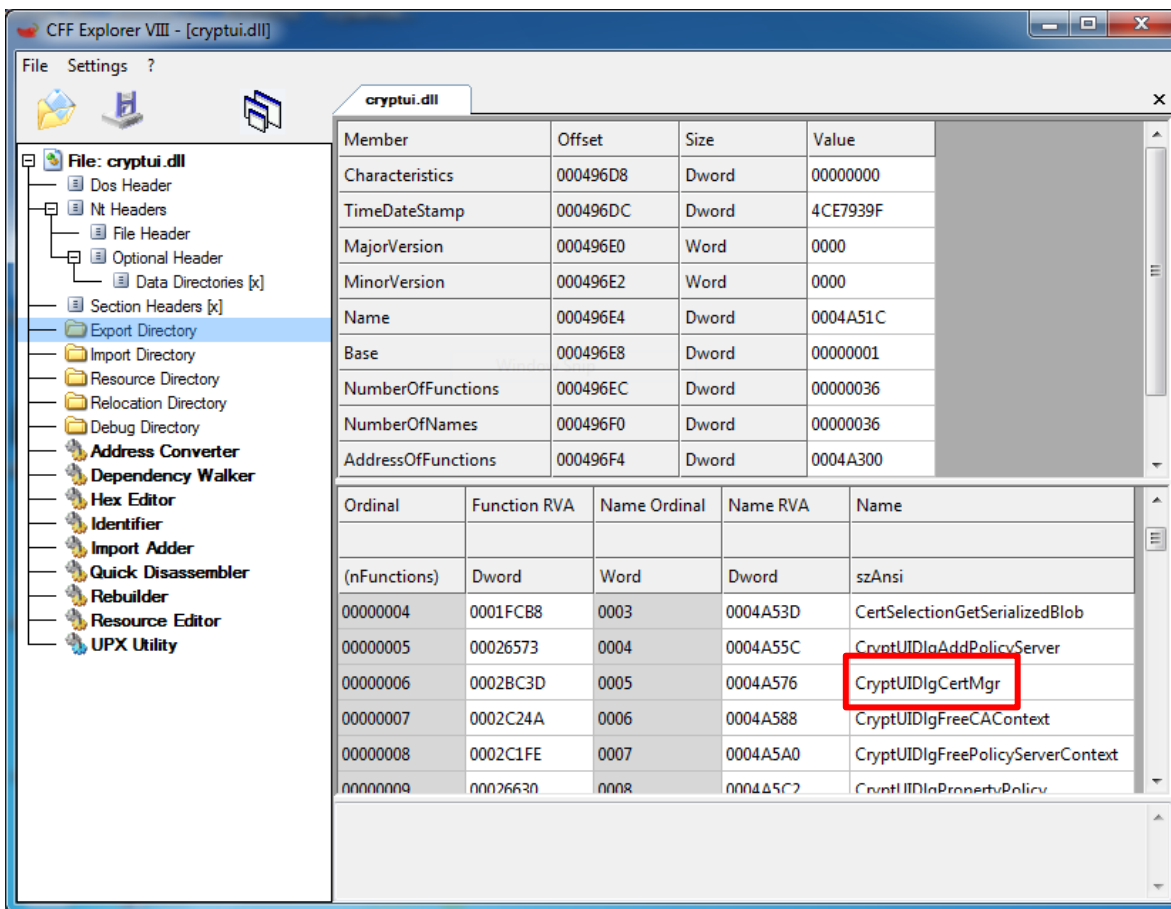 CFF Explorer VIII - [cryptui.dll]
File Settings ?
cryptui.dll
File: cryptui.dll
Dos Header
Nt Headers
File Header
Optional Header
Data Directories [x]
Section Headers [x]
Export Directory
Import Directory
Resource Directory
Relocation Directory
Debug Directory
Address Converter
Dependency Walker
Hex Editor
Identifier
Import Adder
Quick Disassembler
Rebuilder
Resource Editor
UPX Utility
Member Offset Size Value
Characteristics 000496D8 Dword 00000000
TimeDateStamp 000496DC Dword 4CE7939F
MajorVersion 000496E0 Word 0000
MinorVersion 000496E2 Word 0000
Name 000496E4 Dword 0004A51C
Base 000496E8 Dword 00000001
NumberOfFunctions 000496EC Dword 00000036
NumberOfNames 000496F0 Dword 00000036
AddressOfFunctions 000496F4 Dword 0004A300
Ordinal Function RVA Name Ordinal Name RVA Name
(nFunctions) Dword Word Dword szAnsi
00000004 0001FCB8 0003 0004A53D CertSelectionGetSerializedBlob
00000005 00026573 0004 0004A55C CryptUIDlgAddPolicyServer
00000006 0002BC3D 0005 0004A576 CryptUIDlgCertMgr
00000007 0002C24A 0006 0004A588 CryptUIDlgFreeCAContext
00000008 0002C1FE 0007 0004A5A0 CryptUIDlgFreePolicyServerContext
00000009 00026630 0008 0004A5C2 CryptUIDlgPropertyPolicy